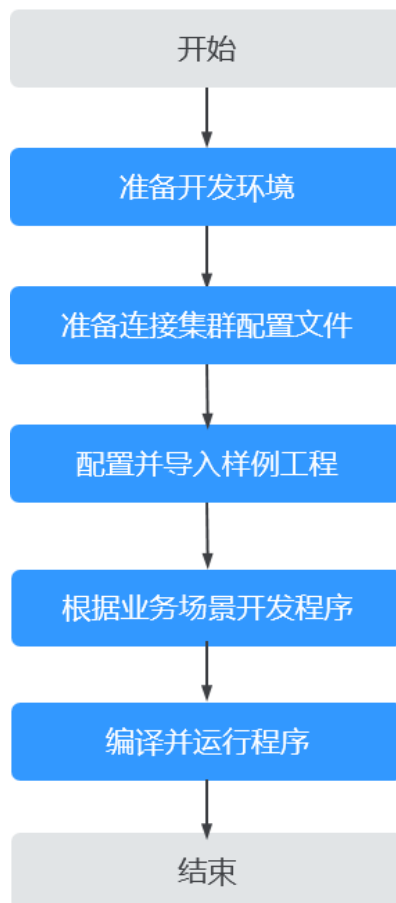 开始
准备开发环境
准备连接集群配置文件
配置并导入样例工程
根据业务场景开发程序
编译并运行程序
结束